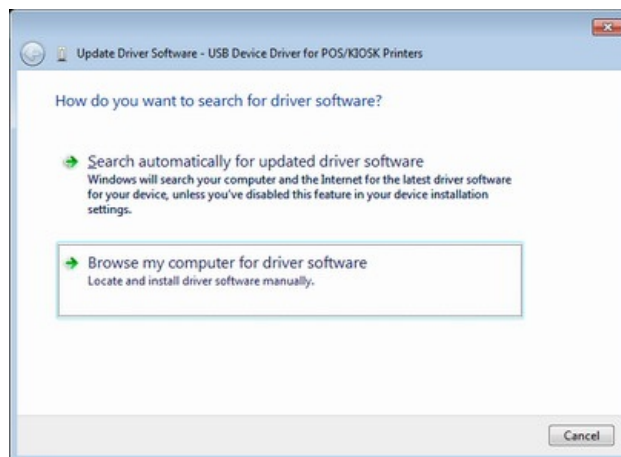 Update Driver Software - USB Device Driver for POS/KIOSK Printers
How do you want to search for driver software?
Search automatically for updated driver software
Windows will search your computer and the Internet for the latest driver software
for your device, unless you've disabled this feature in your device installation
settings.
Browse my computer for driver software
Locate and install driver software manually.
Cancel